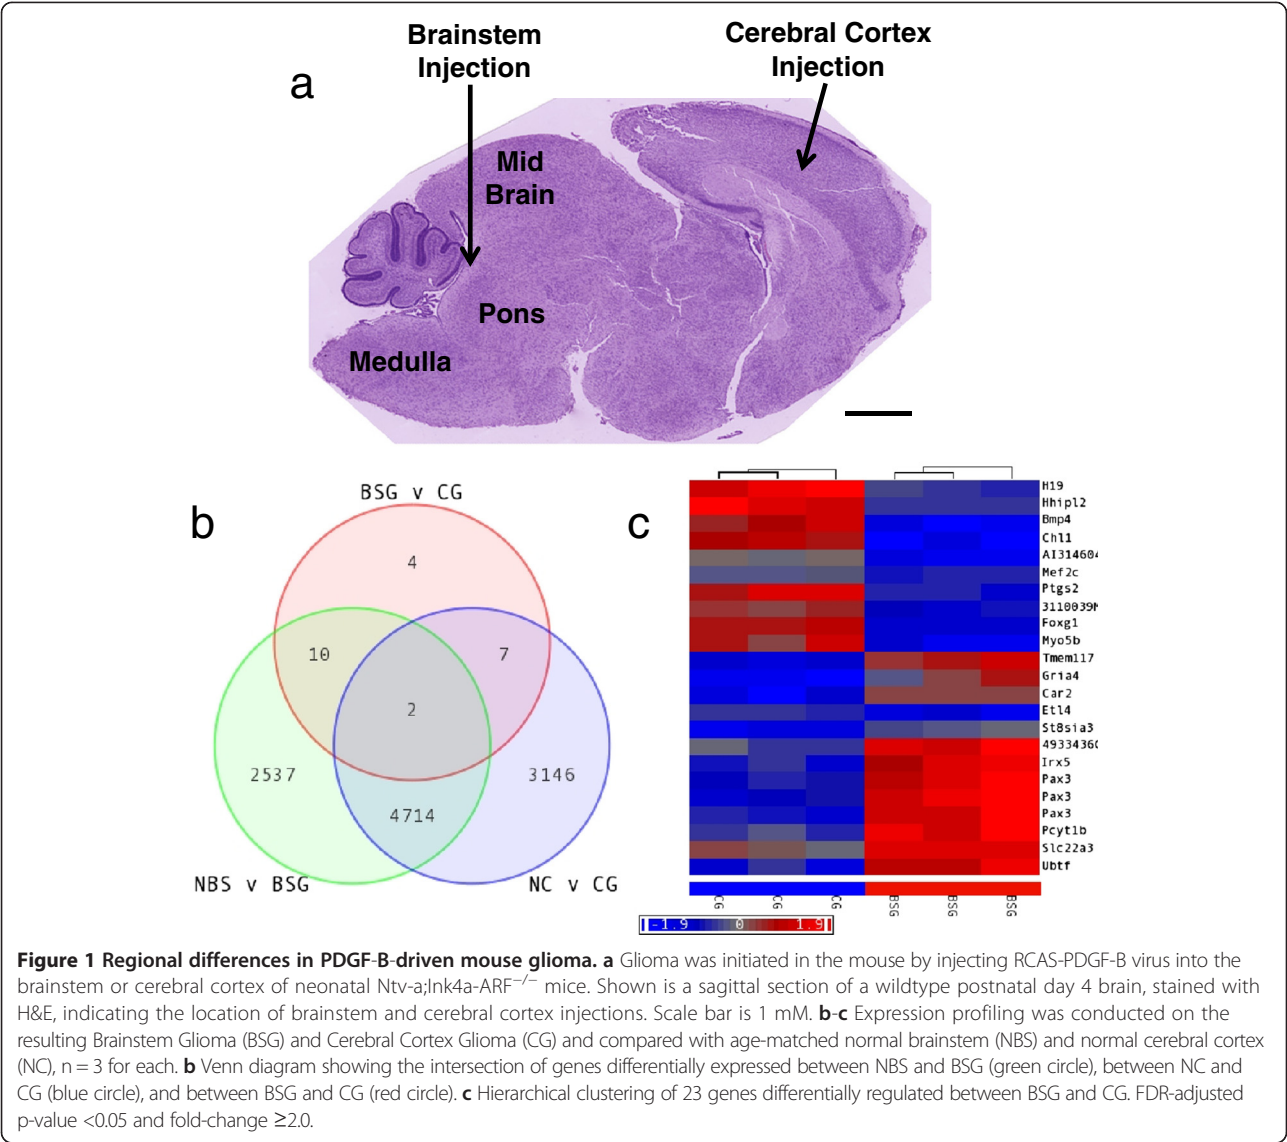 Brainstem
Injection
Cerebral Cortex
Injection
a
Mid
Brain
Pons
Medulla
b
BSG v CG
4
10
7
2
2537
3146
4714
NBS v BSG
NC v CG
c
H19
Hhipl2
Bmp4
Chl1
AI314604
Mef2c
Ptgs2
3110039M
Foxg1
Myo5b
Tmem117
Gria4
Car2
Etl4
St8sia3
4933436C
Irx5
Pax3
Pax3
Pax3
Pcyt1b
Slc22a3
Ubtf
CG
CG
CG
BSG
BSG
BSG
-1.9 0 1.9
Figure 1 Regional differences in PDGF-B-driven mouse glioma. a Glioma was initiated in the mouse by injecting RCAS-PDGF-B virus into the
brainstem or cerebral cortex of neonatal Ntv-a;Ink4a-ARF−/− mice. Shown is a sagittal section of a wildtype postnatal day 4 brain, stained with
H&E, indicating the location of brainstem and cerebral cortex injections. Scale bar is 1 mM. b-c Expression profiling was conducted on the
resulting Brainstem Glioma (BSG) and Cerebral Cortex Glioma (CG) and compared with age-matched normal brainstem (NBS) and normal cerebral cortex
(NC), n = 3 for each. b Venn diagram showing the intersection of genes differentially expressed between NBS and BSG (green circle), between NC and
CG (blue circle), and between BSG and CG (red circle). c Hierarchical clustering of 23 genes differentially regulated between BSG and CG. FDR-adjusted
p-value <0.05 and fold-change ≥2.0.